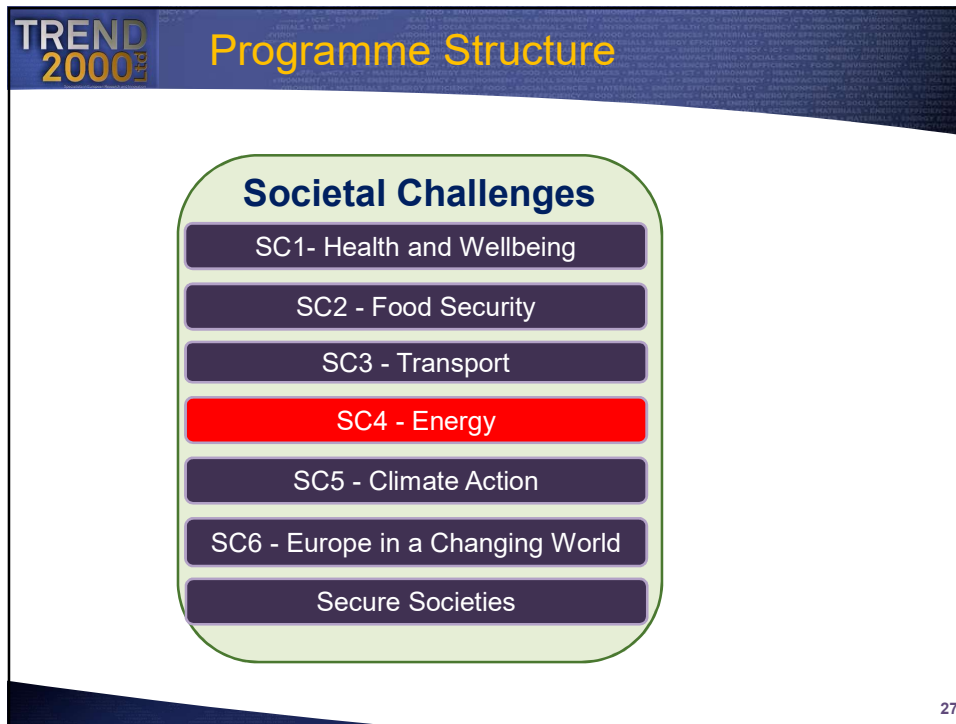 TREND
2000 Ltd
Programme Structure
Societal Challenges
SC1- Health and Wellbeing
SC2 - Food Security
SC3 - Transport
SC4 - Energy
SC5 - Climate Action
SC6 - Europe in a Changing World
Secure Societies
27